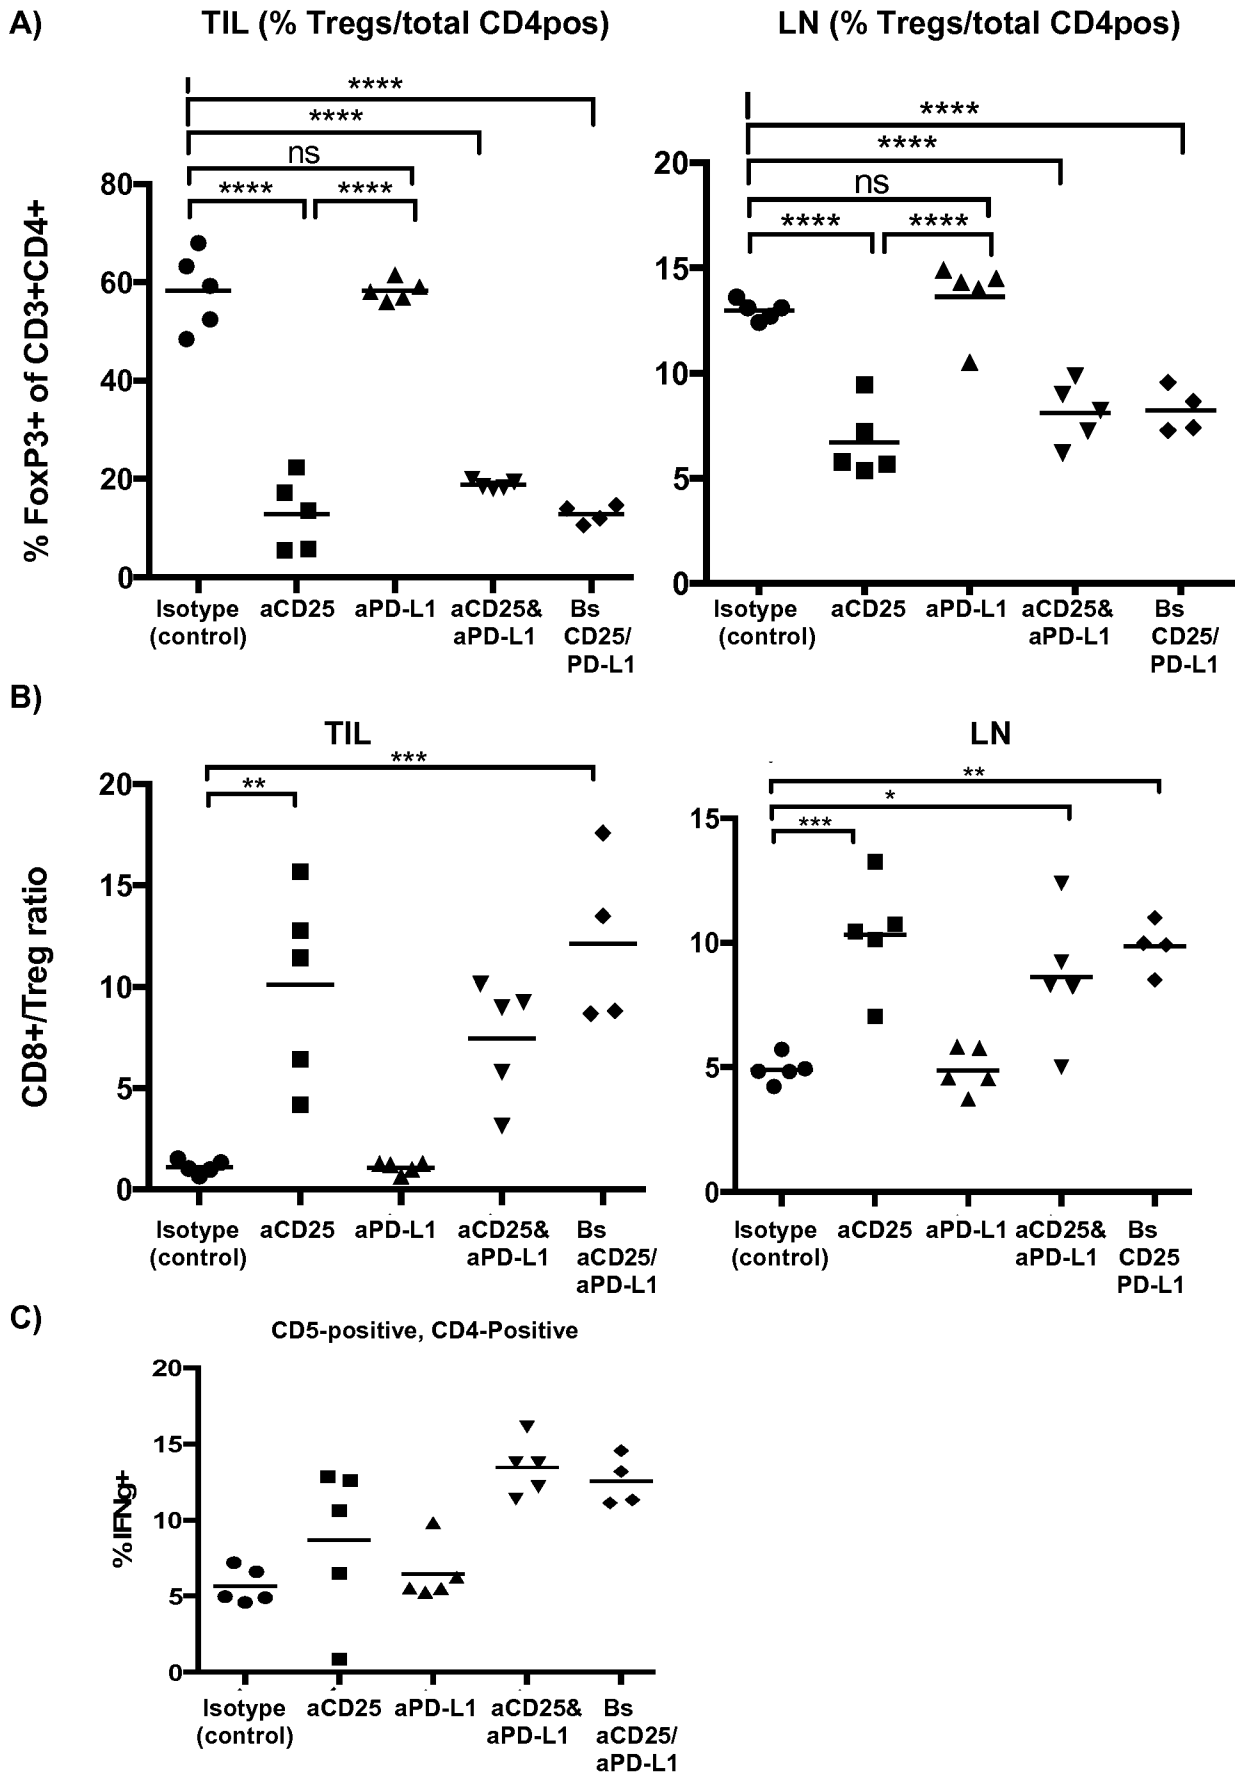 A)
TIL (% Tregs/total CD4pos)
LN (% Tregs/total CD4pos)
% FoxP3+ of CD3+CD4+
****
****
ns
**** ****
80
60
40
20
0
Isotype aCD25 aPD-L1 aCD25& Bs
(control) aPD-L1 CD25/
PD-L1
****
****
ns
**** ****
20
15
10
5
0
Isotype aCD25 aPD-L1 aCD25& Bs
(control) aPD-L1 CD25/
PD-L1
B)
TIL
LN
CD8+/Treg ratio
***
**
20
15
10
5
0
Isotype aCD25 aPD-L1 aCD25& Bs
(control) aPD-L1 aCD25/
aPD-L1
**
*
***
15
10
5
0
Isotype aCD25 aPD-L1 aCD25& Bs
(control) aPD-L1 CD25
PD-L1
C)
CD5-positive, CD4-Positive
%IFNg+
20
15
10
5
0
Isotype aCD25 aPD-L1 aCD25& Bs
(control) aPD-L1 aCD25/
aPD-L1